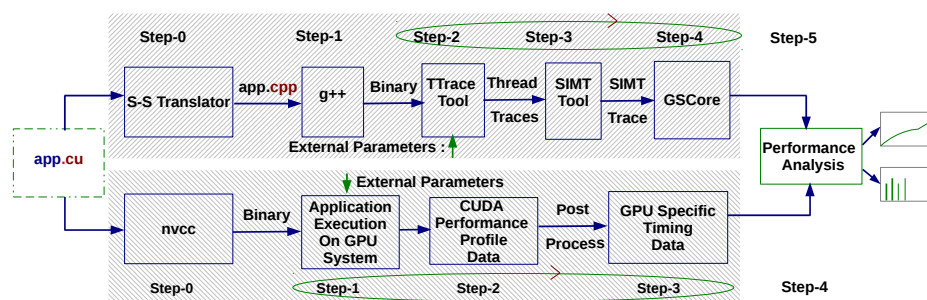 Step-0 Step-1 Step-2 Step-3 Step-4 Step-5
S-S Translator
app.cpp
g++
Binary
TTrace
Tool
Thread
Traces
SIMT
Tool
SIMT
Trace
GSCore
External Parameters :
app.cu
Performance
Analysis
External Parameters
nvcc
Binary
Application
Execution
On GPU
System
CUDA
Performance
Profile
Data
Post
Process
GPU Specific
Timing
Data
Step-0 Step-1 Step-2 Step-3 Step-4